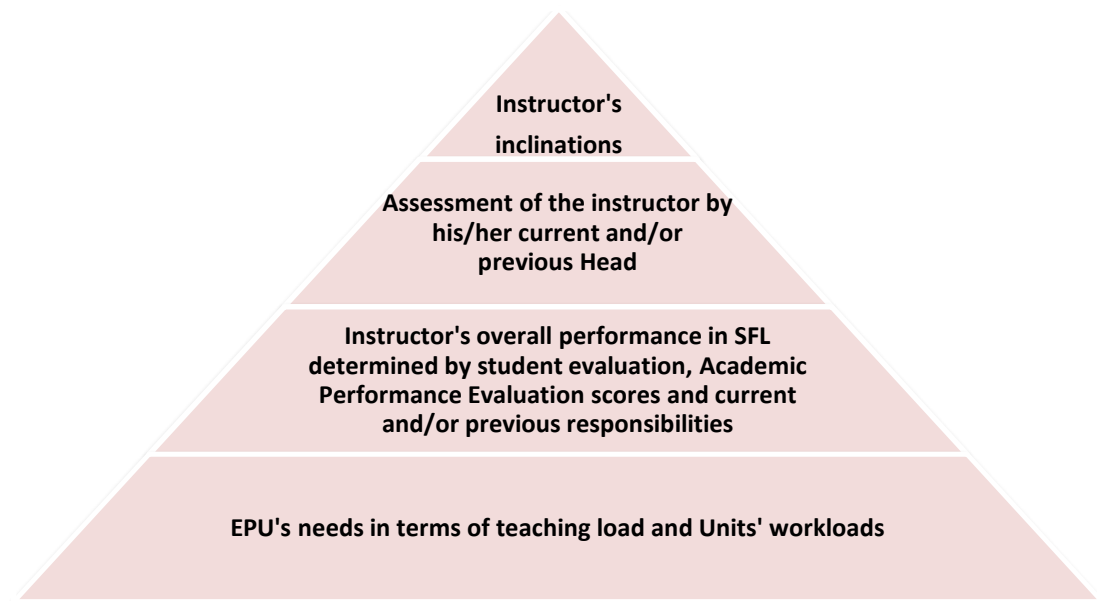 Instructor's
inclinations
Assessment of the instructor by
his/her current and/or
previous Head
Instructor's overall performance in SFL
determined by student evaluation, Academic
Performance Evaluation scores and current
and/or previous responsibilities
EPU's needs in terms of teaching load and Units' workloads